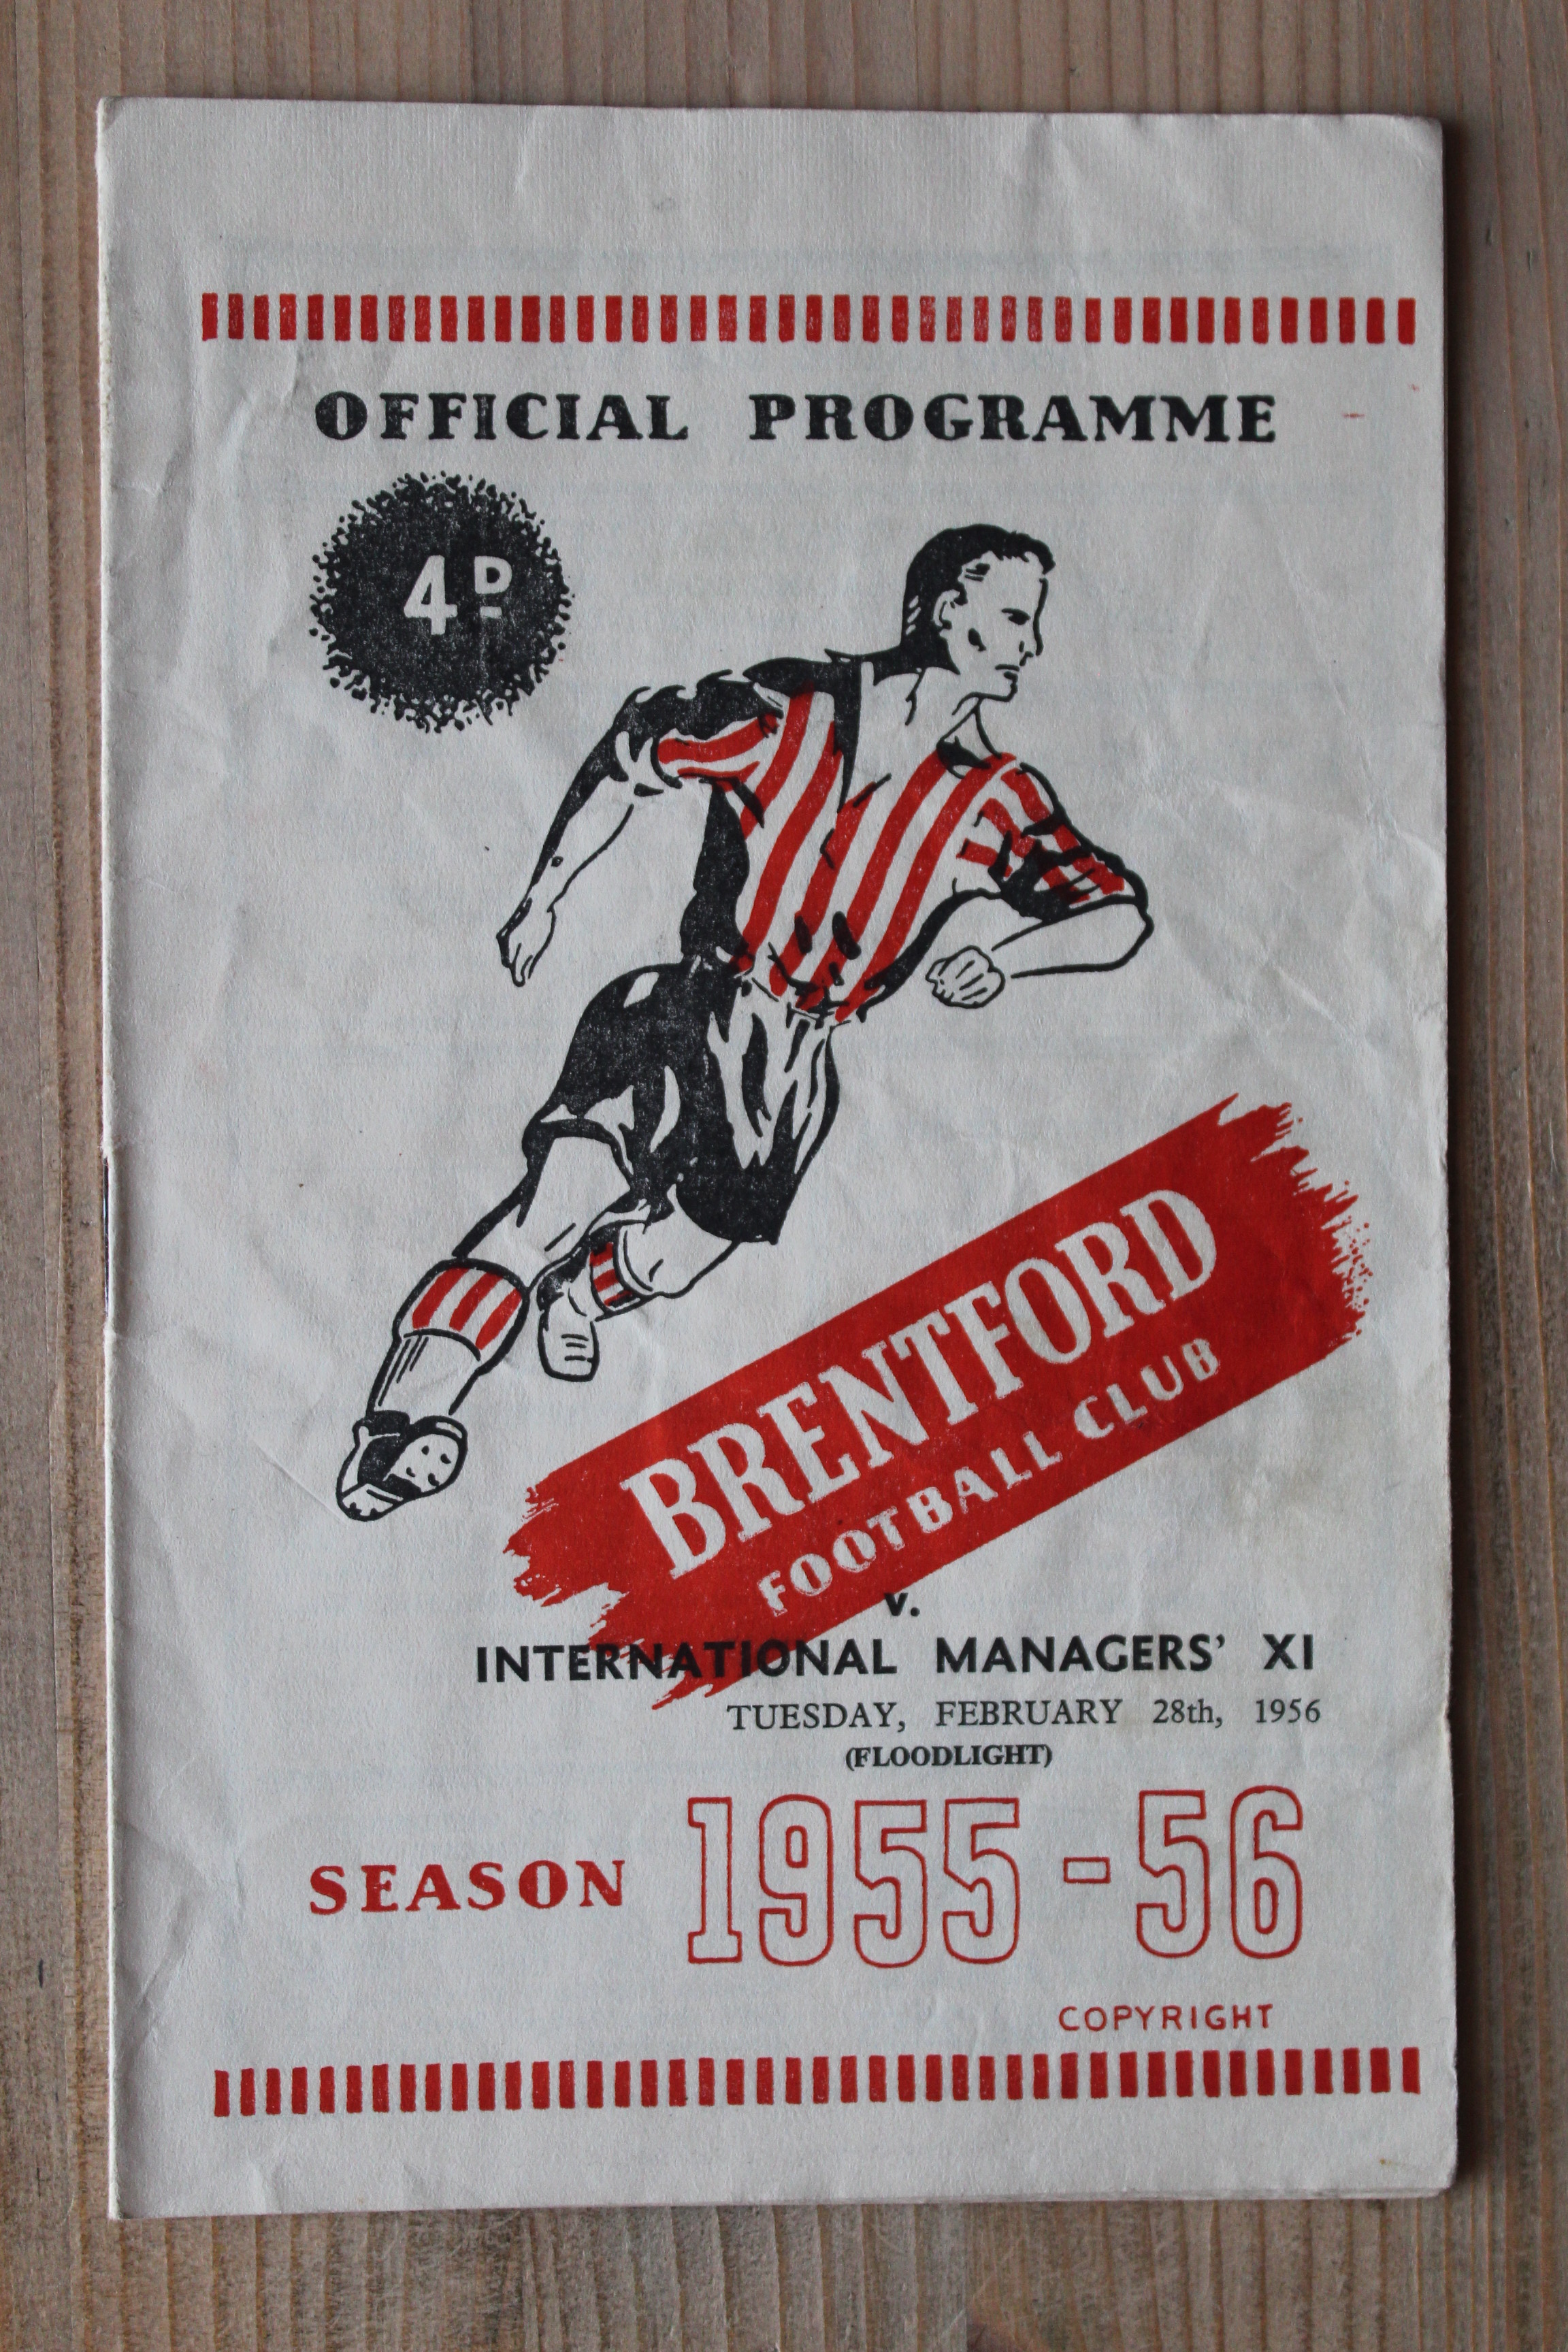 OFFICIAL PROGRAMME
4D
BRENTFORD
FOOTBALL CLUB
v.
INTERNATIONAL MANAGERS' XI
TUESDAY, FEBRUARY 28th, 1956
(FLOODLIGHT)
SEASON 1955-56
COPYRIGHT